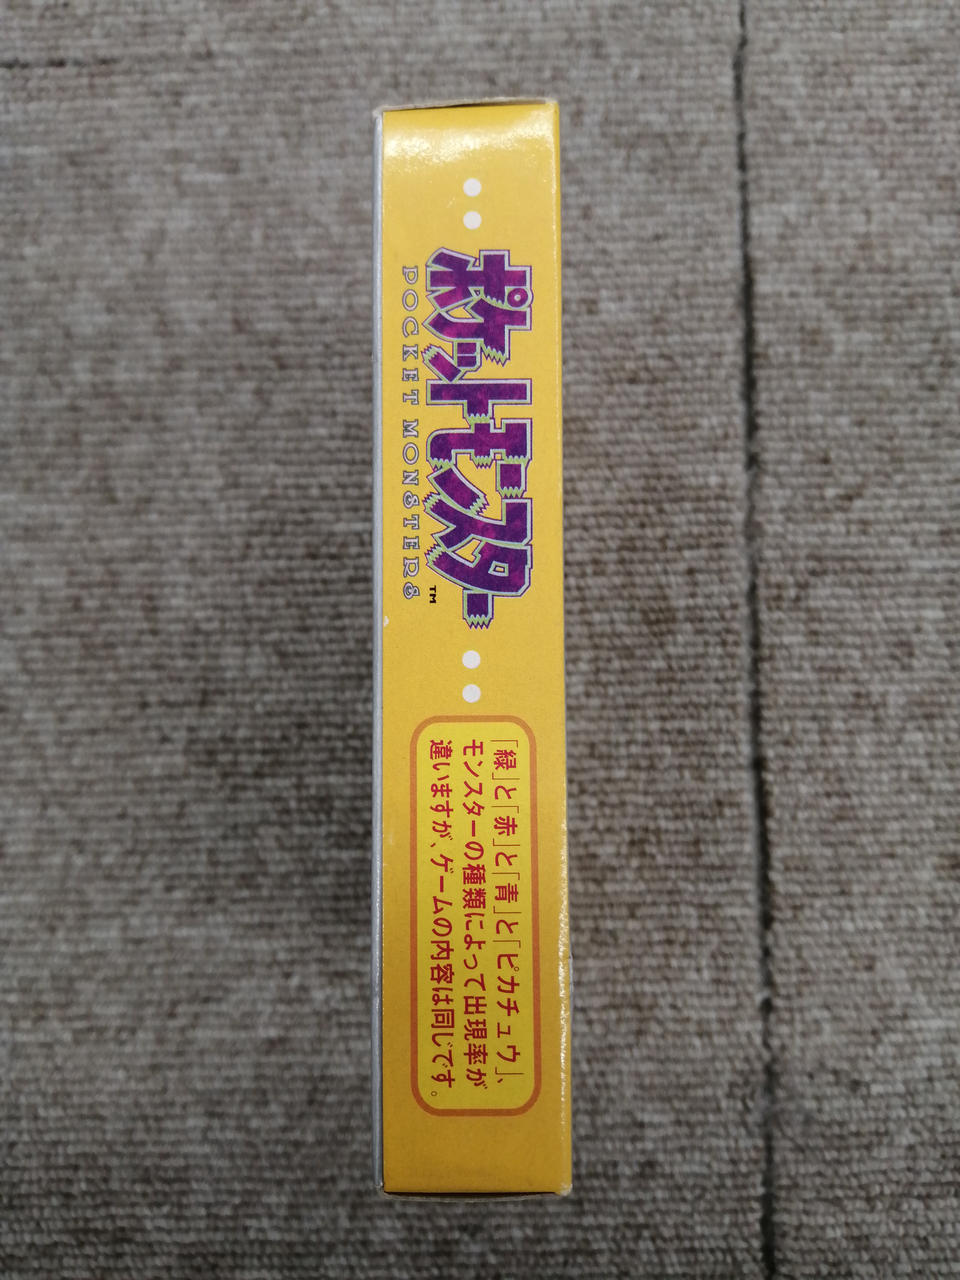 ポケットモンスター
POCKET MONSTERS
TM
「緑」と「赤」と「青」と「ピカチュウ」、
モンスターの種類によって出現率が
違いますが、ゲームの内容は同じです。